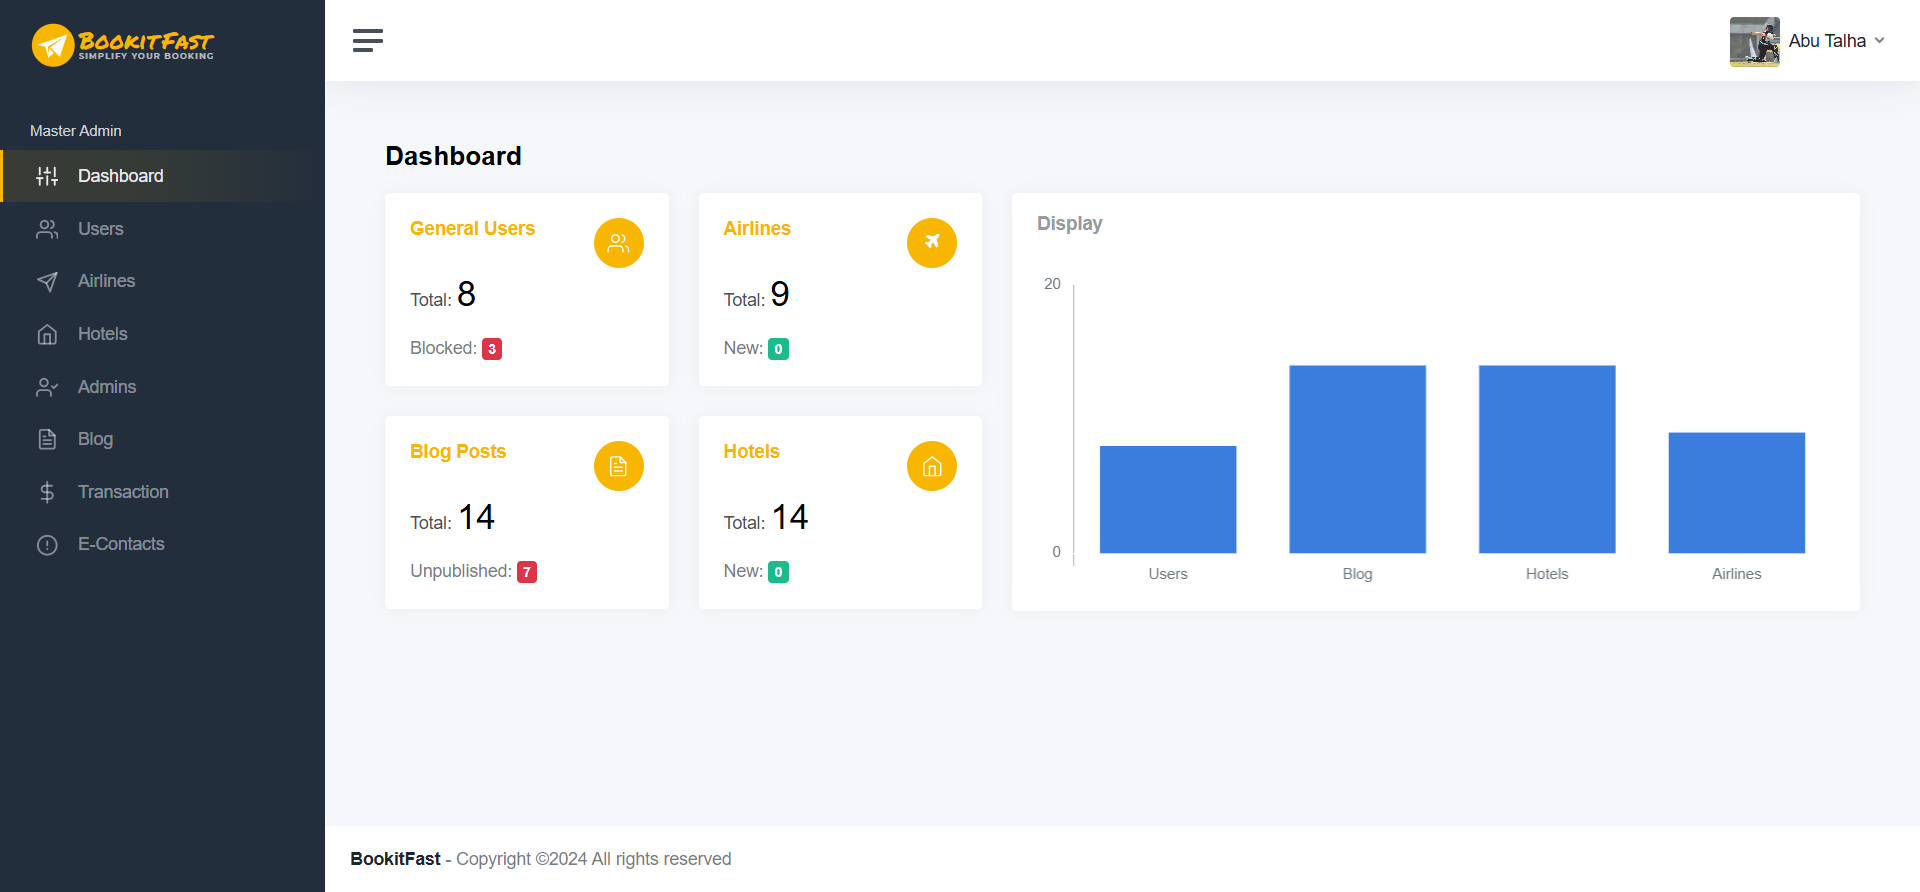 BookitFast
SIMPLIFY YOUR BOOKING
Master Admin
Dashboard
Users
Airlines
Hotels
Admins
Blog
Transaction
E-Contacts
Abu Talha
Dashboard
General Users
Total: 8
Blocked: 3
Airlines
Total: 9
New: 0
Blog Posts
Total: 14
Unpublished: 7
Hotels
Total: 14
New: 0
Display
20
0
Users Blog Hotels Airlines
BookitFast - Copyright ©2024 All rights reserved